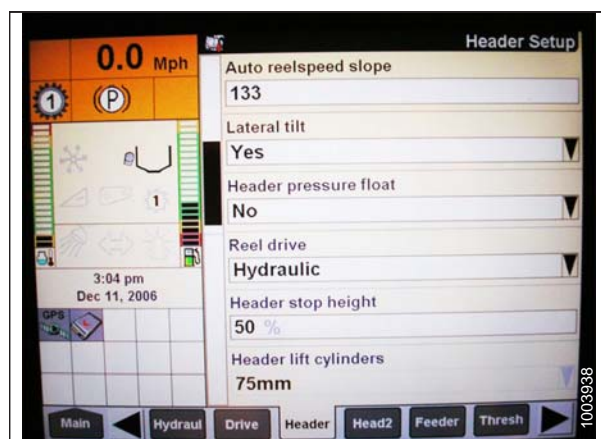 0.0 Mph
Header Setup
1
(P)
1
3:04 pm
Dec 11, 2006
GPS
Auto reelspeed slope
133
Lateral tilt
Yes
Header pressure float
No
Reel drive
Hydraulic
Header stop height
50 %
Header lift cylinders
75mm
Main
Hydraul
Drive
Header
Head2
Feeder
Thresh
1003938